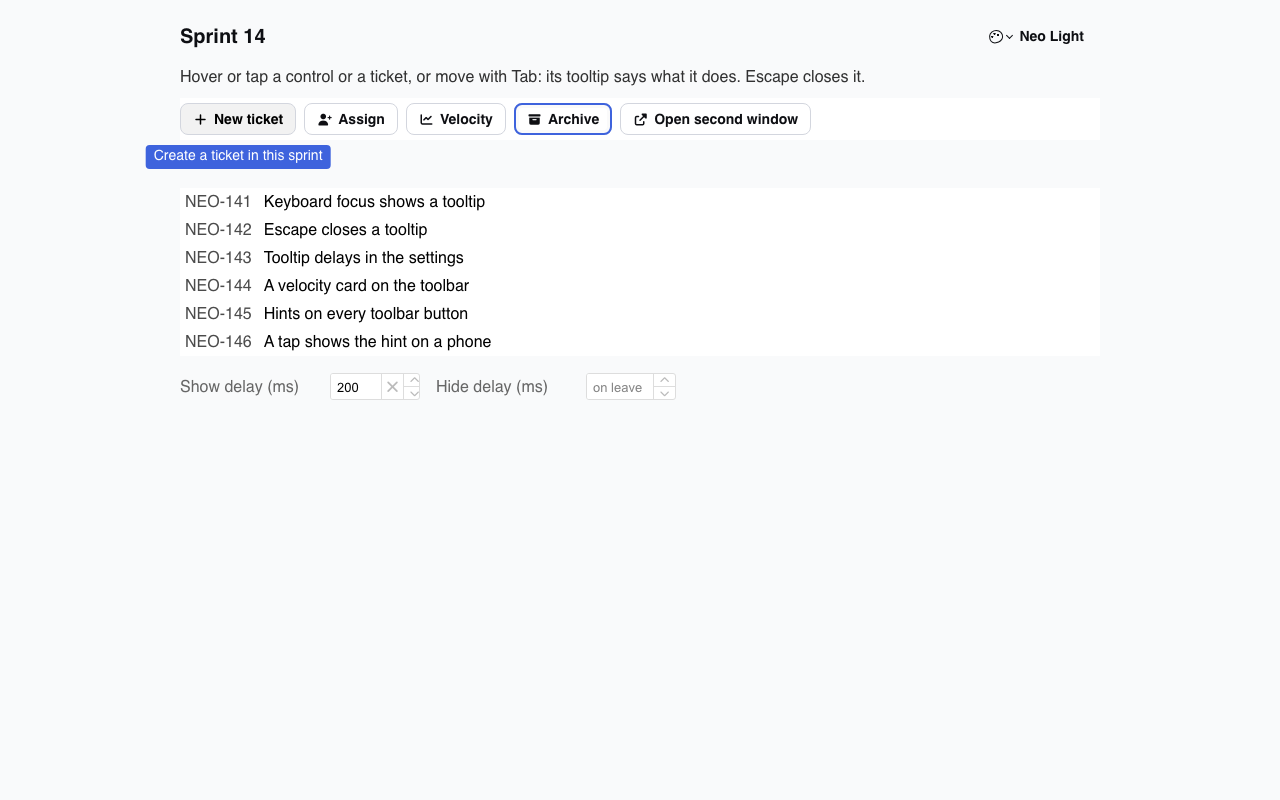 Sprint 14
Neo Light
Hover or tap a control or a ticket, or move with Tab: its tooltip says what it does. Escape closes it.
New ticket
Assign
Velocity
Archive
Open second window
Create a ticket in this sprint
NEO-141 Keyboard focus shows a tooltip
NEO-142 Escape closes a tooltip
NEO-143 Tooltip delays in the settings
NEO-144 A velocity card on the toolbar
NEO-145 Hints on every toolbar button
NEO-146 A tap shows the hint on a phone
Show delay (ms) 200 Hide delay (ms) on leave